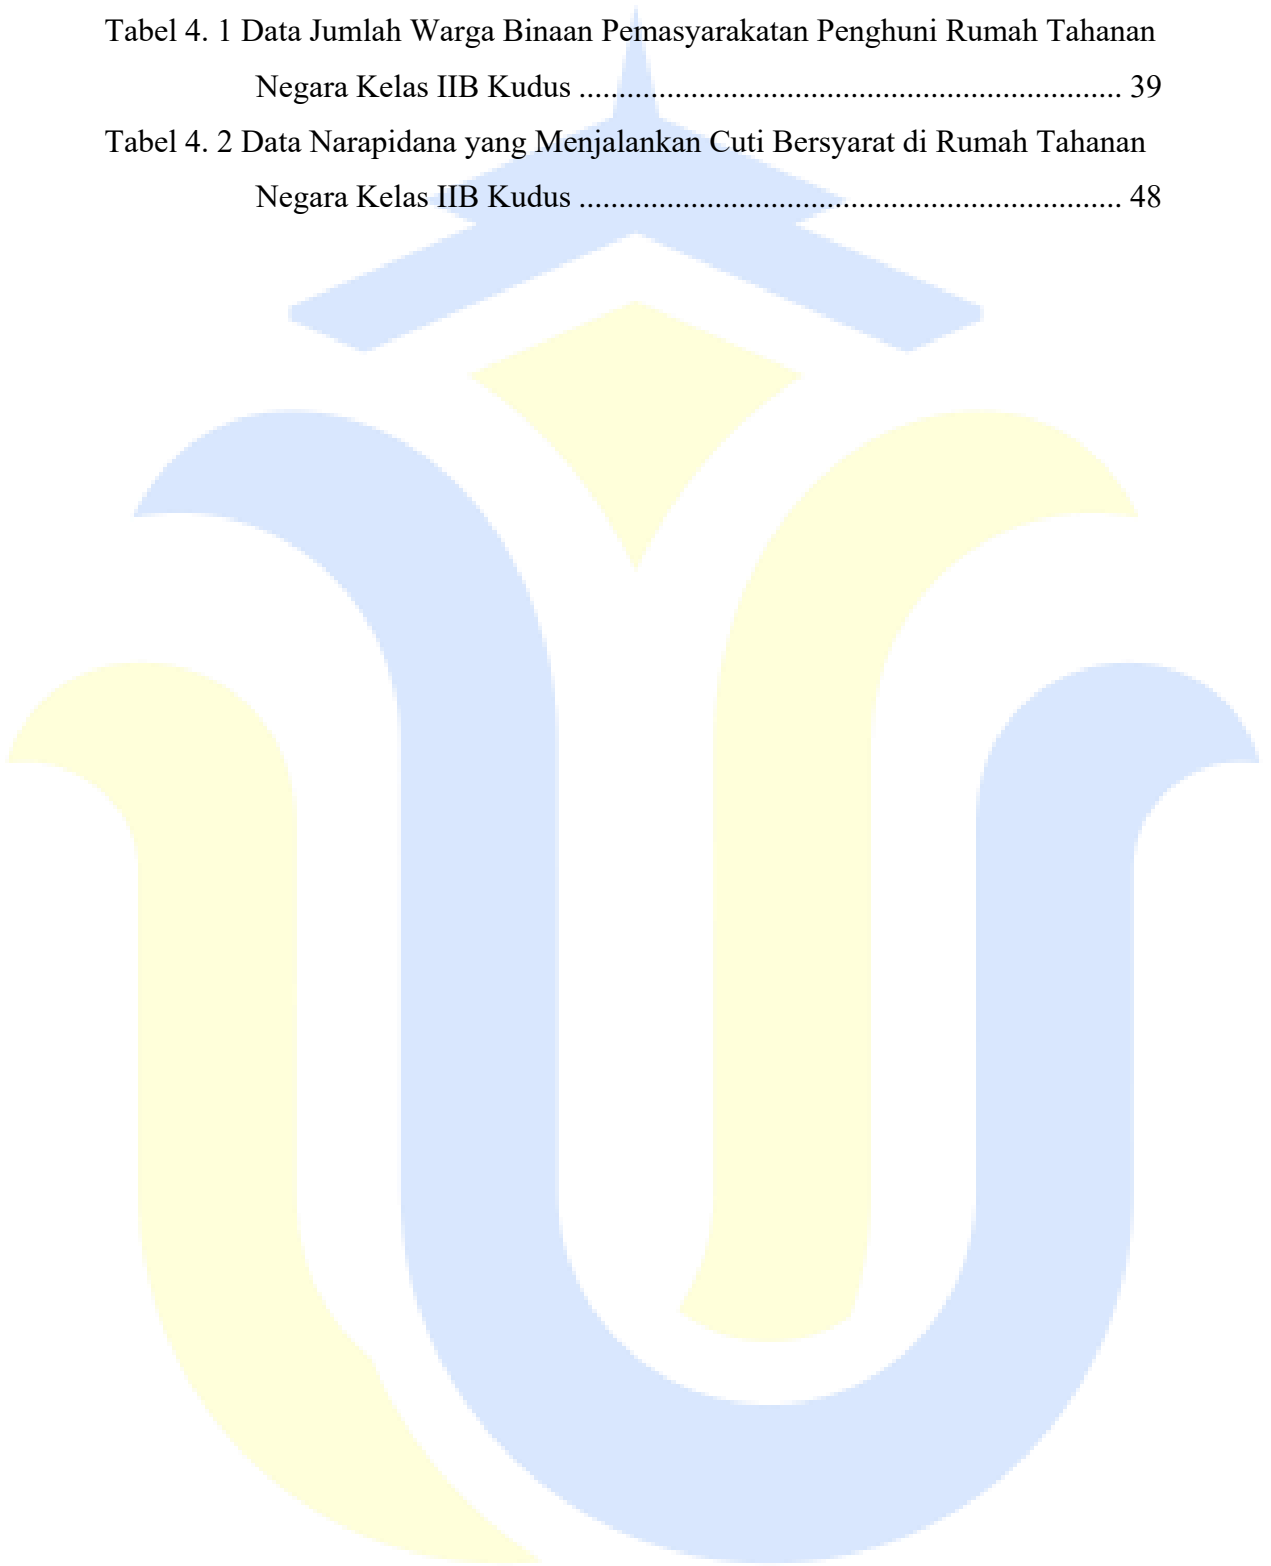 Tabel 4. 1 Data Jumlah Warga Binaan Pemasyarakatan Penghuni Rumah Tahanan
Negara Kelas IIB Kudus .................................................................... 39
Tabel 4. 2 Data Narapidana yang Menjalankan Cuti Bersyarat di Rumah Tahanan
Negara Kelas IIB Kudus .................................................................... 48